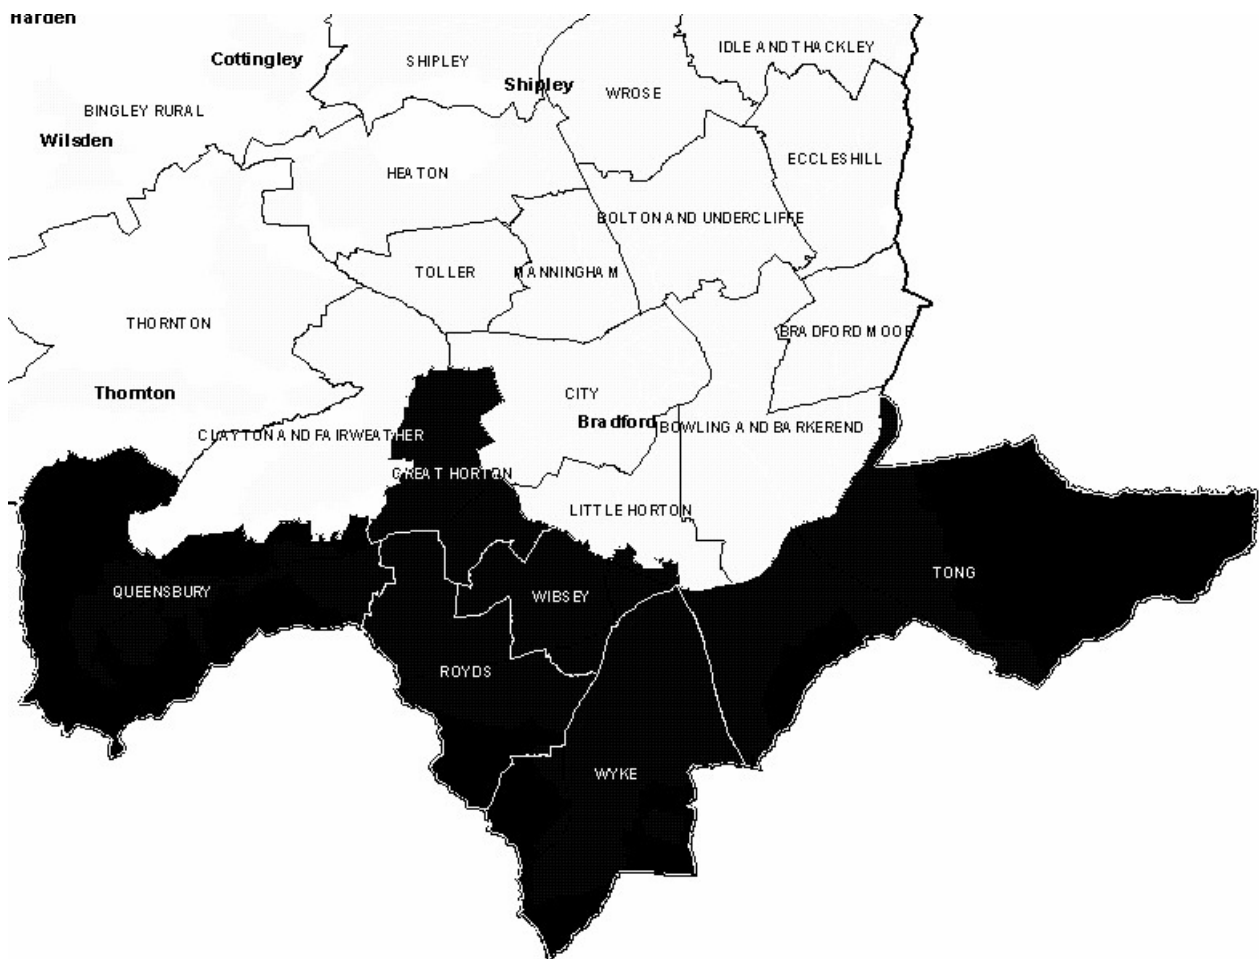 Harden
IDLE AND THACKLEY
Cottingley
SHIPLEY
Shipley
WROSE
BINGLEY RURAL
Wilsden
ECCLESHILL
HEATON
BOLTON AND UNDERCLIFFE
TOLLER
MANNINGHAM
THORNTON
BRADFORD MOOR
Thornton
CITY
Bradford
BOWLING AND BARKEREND
CLAYTON AND FAIRWEATHER
GREAT HORTON
LITTLE HORTON
TONG
QUEENSBURY
WIBSEY
ROYDS
WYKE